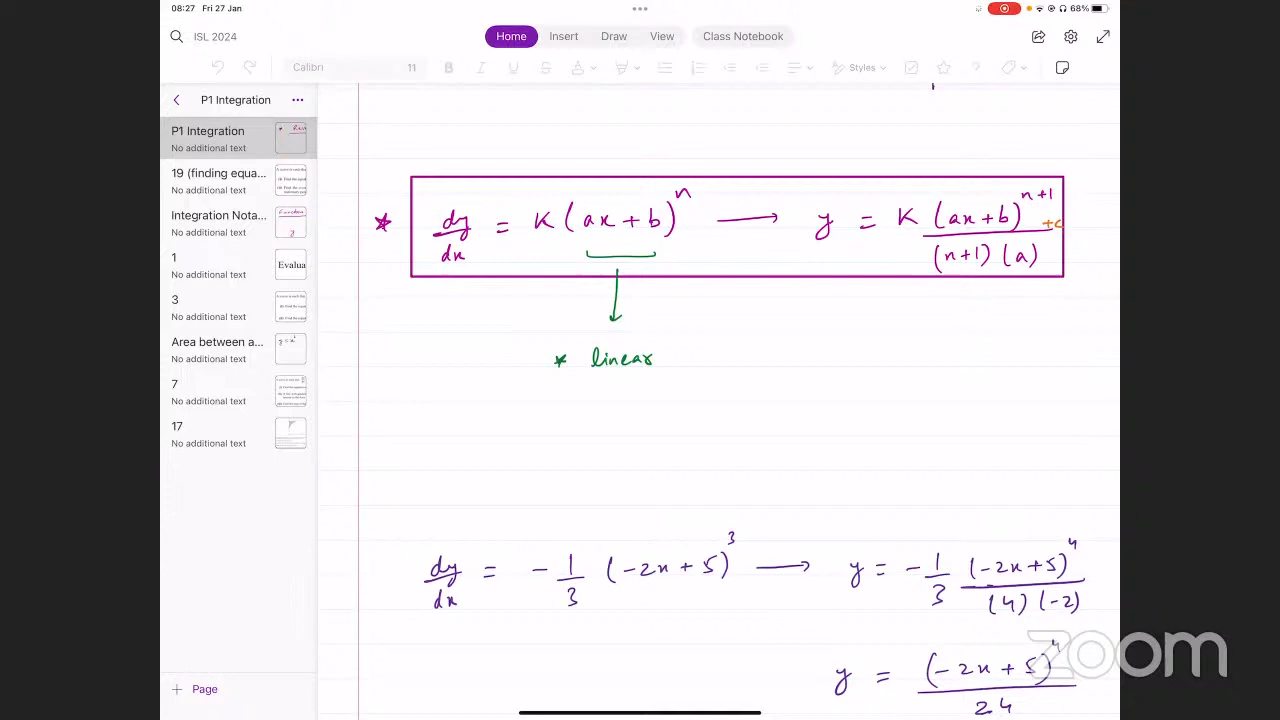 08:27 Fri 27 Jan
68%
ISL 2024
Home Insert Draw View Class Notebook
Calibri 11 B I U S A Styles
P1 Integration
P1 Integration
No additional text
19 (finding equa...
No additional text
Integration Nota...
No additional text
1
No additional text
Evalua
3
No additional text
Area between a...
No additional text
7
No additional text
17
No additional text
+ Page
* dy/dx = K (ax + b)^n → y = K (ax+b)^(n+1) / (n+1) (a) +c
* linear
dy/dx = -1/3 (-2x + 5)^3 → y = -1/3 (-2x+5)^4 / (4) (-2)
y = (-2x + 5)^4 / 24
zoom